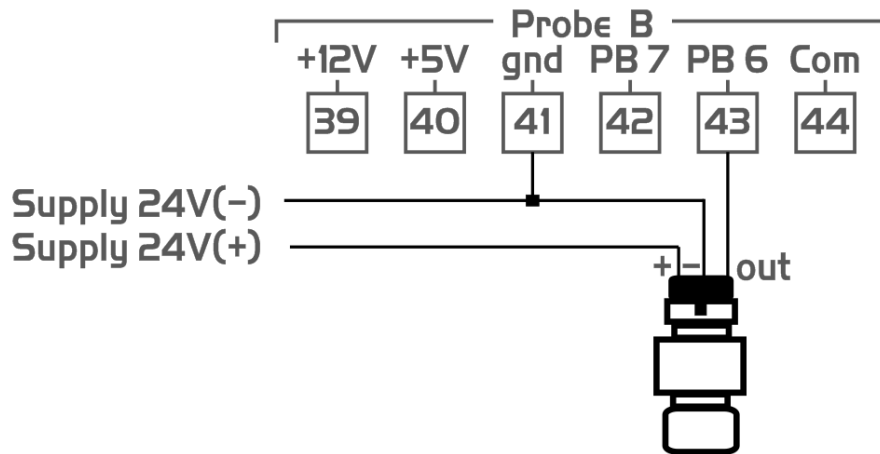 Probe B
+12V +5V gnd PB 7 PB 6 Com
39 40 41 42 43 44
Supply 24V(-)
Supply 24V(+)
+ - out